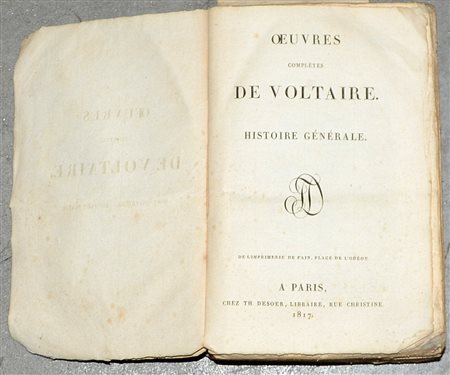 ŒUVRES
COMPLÈTES
DE VOLTAIRE.
HISTOIRE GÉNÉRALE.
DE L'IMPRIMERIE DE FAIN, PLACE DE L'ODÉON.
A PARIS,
CHEZ TH DESOER, LIBRAIRE, RUE CHRISTINE.
1817.